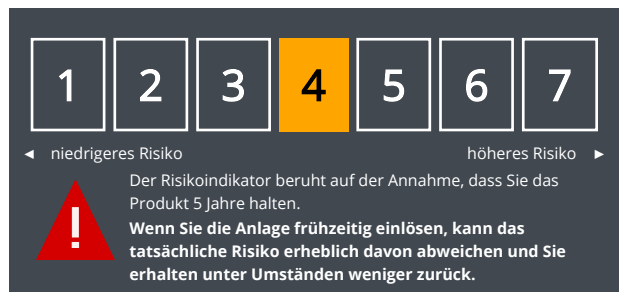 1 2 3 4 5 6 7
◄ niedrigeres Risiko höheres Risiko ►
Der Risikoindikator beruht auf der Annahme, dass Sie das
Produkt 5 Jahre halten.
Wenn Sie die Anlage frühzeitig einlösen, kann das
tatsächliche Risiko erheblich davon abweichen und Sie
erhalten unter Umständen weniger zurück.
!